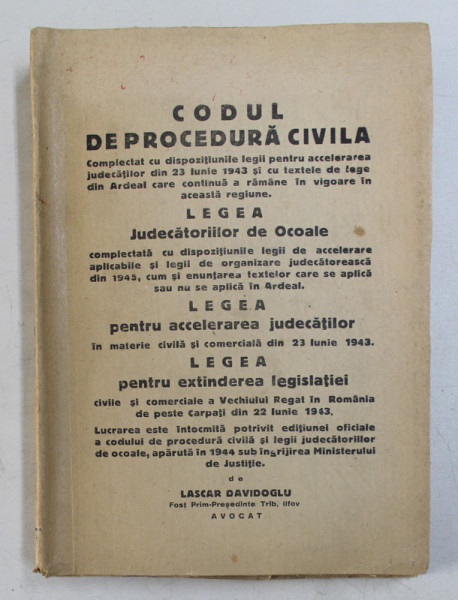 CODUL
DE PROCEDURĂ CIVILA
Complectat cu dispozițiunile legii pentru accelerarea
judecăților din 23 Iunie 1943 și cu textele de lege
din Ardeal care continuă a rămâne în vigoare în
această regiune.
LEGEA
Judecătoriilor de Ocoale
complectată cu dispozițiunile legii de accelerare
aplicabile și legii de organizare judecătorească
din 1943, cum și enunțarea textelor care se aplică
sau nu se aplică în Ardeal.
LEGEA
pentru accelerarea judecăților
în materie civilă și comercială din 23 Iunie 1943.
LEGEA
pentru extinderea legislației
civile și comerciale a Vechiului Regat în România
de peste Carpați din 22 Iunie 1943.
Lucrarea este întocmită potrivit edițiunei oficiale
a codului de procedură civilă și legii judecătoriilor
de ocoale, apărută în 1944 sub îngrijirea Ministerului
de Justiție.
de
LASCAR DAVIDOGLU
Fost Prim-Președinte Trib. Ilfov
AVOCAT